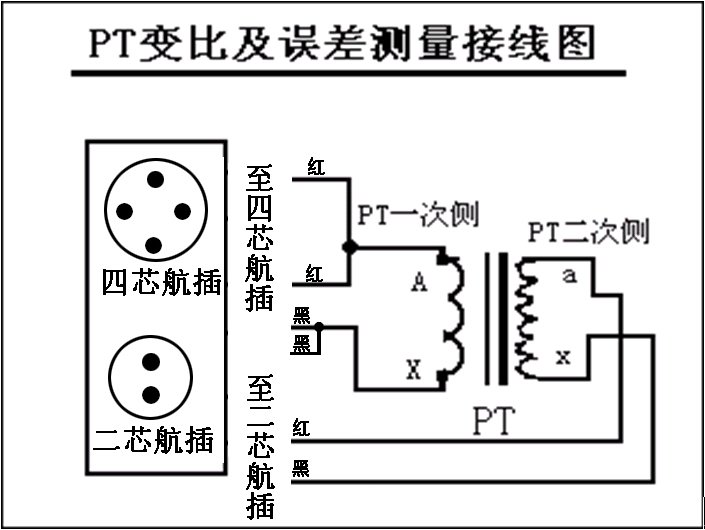 PT变比及误差测量接线图
四芯航插
二芯航插
至四芯航插
红
红
黑
黑
至二芯航插
红
黑
PT一次侧
A
X
PT二次侧
a
x
PT